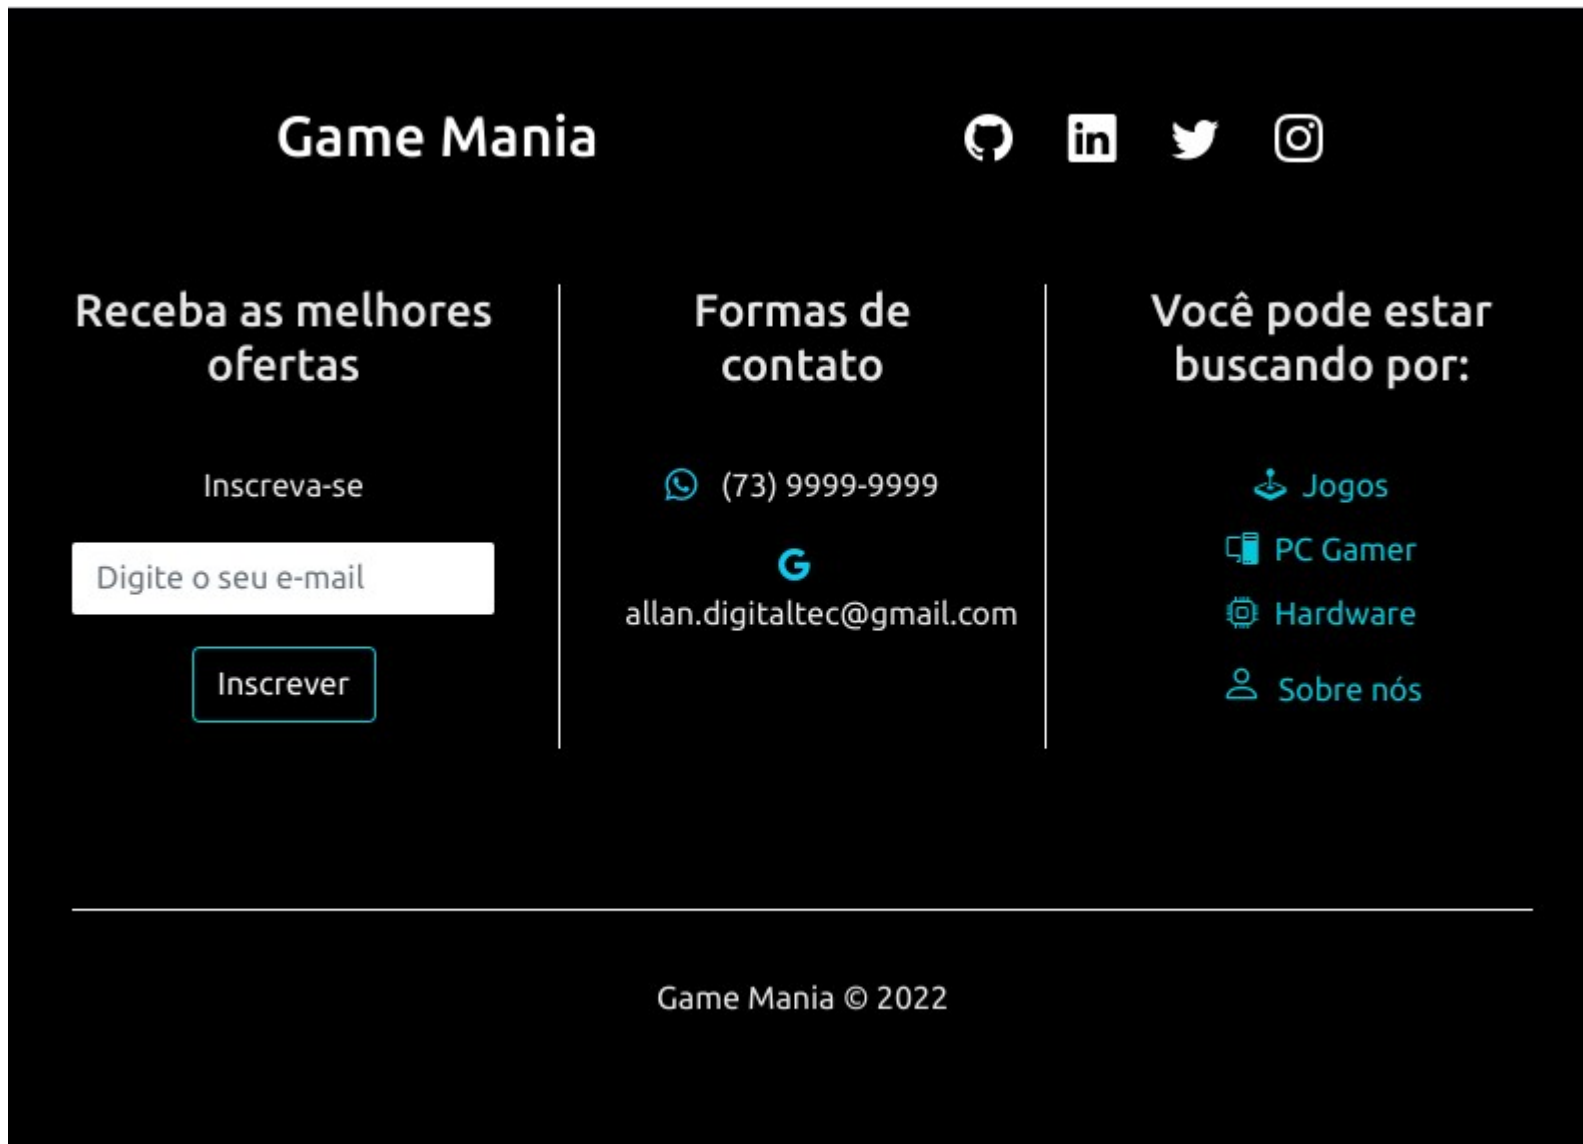 Game Mania
Receba as melhores
ofertas
Inscreva-se
Digite o seu e-mail
Inscrever
Formas de
contato
(73) 9999-9999
allan.digitaltec@gmail.com
Você pode estar
buscando por:
Jogos
PC Gamer
Hardware
Sobre nós
Game Mania © 2022